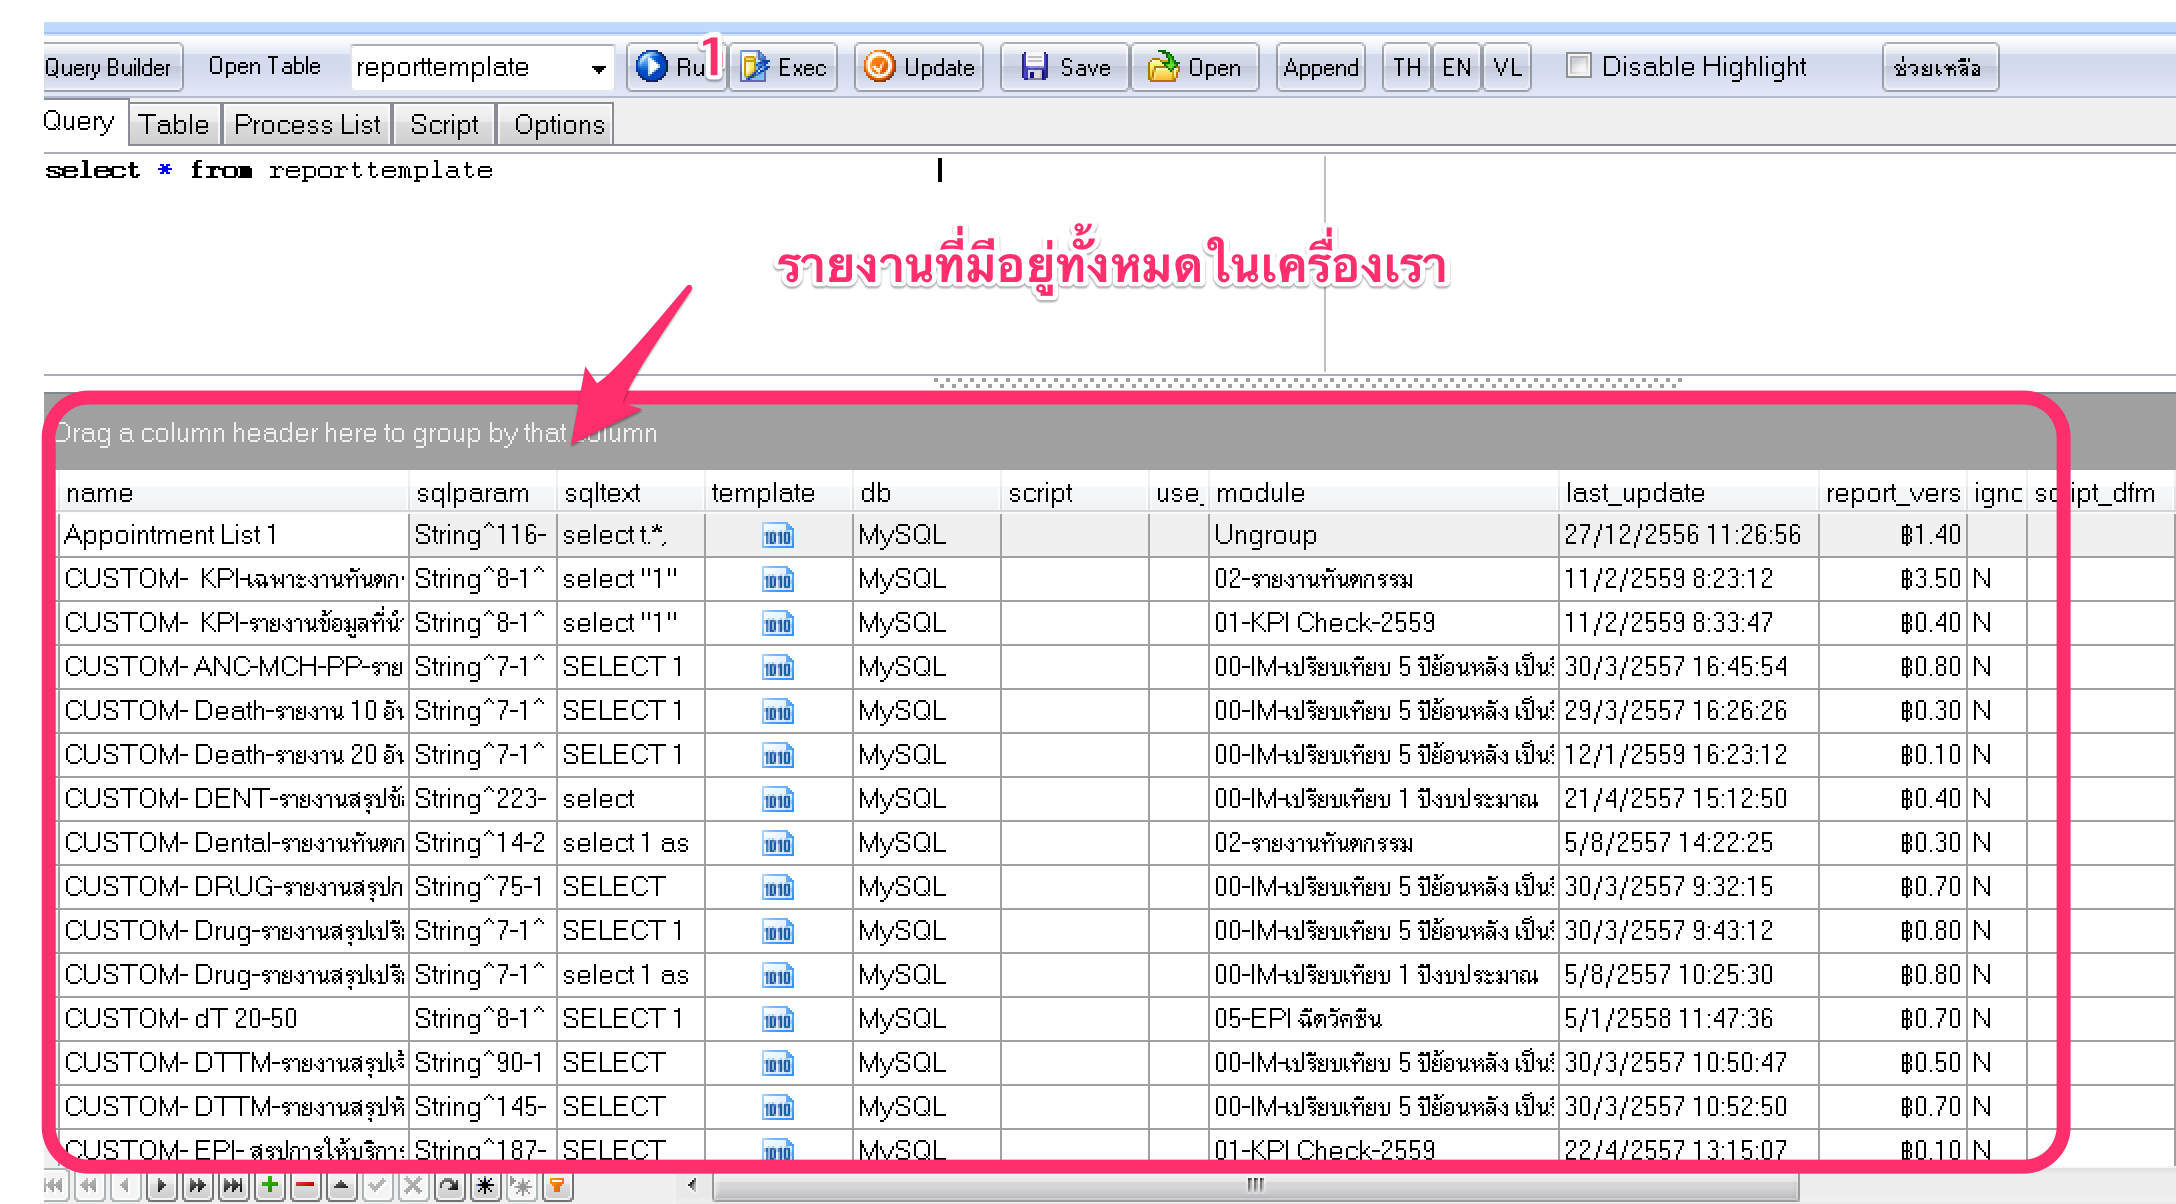 Query Builder Open Table reporttemplate Ru 1 Exec Update Save Open Append TH EN VL Disable Highlight ช่วยเหลือ
Query Table Process List Script Options
select * from reporttemplate
รายงานที่มีอยู่ทั้งหมดในเครื่องเรา
Drag a column header here to group by that column
name sqlparam sqltext template db script use_ module last_update report_vers ignc script_dfm
Appointment List 1 String^116- select t.*, MySQL Ungroup 27/12/2556 11:26:56 ฿1.40
CUSTOM- KPI-เฉพาะงานทันตก String^8-1^ select "1" MySQL 02-รายงานทันตกรรม 11/2/2559 8:23:12 ฿3.50 N
CUSTOM- KPI-รายงานข้อมูลที่นำ String^8-1^ select "1" MySQL 01-KPI Check-2559 11/2/2559 8:33:47 ฿0.40 N
CUSTOM- ANC-MCH-PP-ราย String^7-1^ SELECT 1 MySQL 00-IM-เปรียบเทียบ 5 ปีย้อนหลัง เป็น 30/3/2557 16:45:54 ฿0.80 N
CUSTOM- Death-รายงาน 10 อัน String^7-1^ SELECT 1 MySQL 00-IM-เปรียบเทียบ 5 ปีย้อนหลัง เป็น 29/3/2557 16:26:26 ฿0.30 N
CUSTOM- Death-รายงาน 20 อัน String^7-1^ SELECT 1 MySQL 00-IM-เปรียบเทียบ 5 ปีย้อนหลัง เป็น 12/1/2559 16:23:12 ฿0.10 N
CUSTOM- DENT-รายงานสรุปข้ String^223- select MySQL 00-IM-เปรียบเทียบ 1 ปีงบประมาณ 21/4/2557 15:12:50 ฿0.40 N
CUSTOM- Dental-รายงานทันตก String^14-2 select 1 as MySQL 02-รายงานทันตกรรม 5/8/2557 14:22:25 ฿0.30 N
CUSTOM- DRUG-รายงานสรุปก String^75-1 SELECT MySQL 00-IM-เปรียบเทียบ 5 ปีย้อนหลัง เป็น 30/3/2557 9:32:15 ฿0.70 N
CUSTOM- Drug-รายงานสรุปเปรี String^7-1^ SELECT 1 MySQL 00-IM-เปรียบเทียบ 5 ปีย้อนหลัง เป็น 30/3/2557 9:43:12 ฿0.80 N
CUSTOM- Drug-รายงานสรุปเปรี String^7-1^ select 1 as MySQL 00-IM-เปรียบเทียบ 1 ปีงบประมาณ 5/8/2557 10:25:30 ฿0.80 N
CUSTOM- dT 20-50 String^8-1^ SELECT 1 MySQL 05-EPI ฉีดวัคซีน 5/1/2558 11:47:36 ฿0.70 N
CUSTOM- DTTM-รายงานสรุปเจ้ String^90-1 SELECT MySQL 00-IM-เปรียบเทียบ 5 ปีย้อนหลัง เป็น 30/3/2557 10:50:47 ฿0.50 N
CUSTOM- DTTM-รายงานสรุปหั String^145- SELECT MySQL 00-IM-เปรียบเทียบ 5 ปีย้อนหลัง เป็น 30/3/2557 10:52:50 ฿0.70 N
CUSTOM- EPI- สรุปการให้บริการ String^187- SELECT MySQL 01-KPI Check-2559 22/4/2557 13:15:07 ฿0.10 N